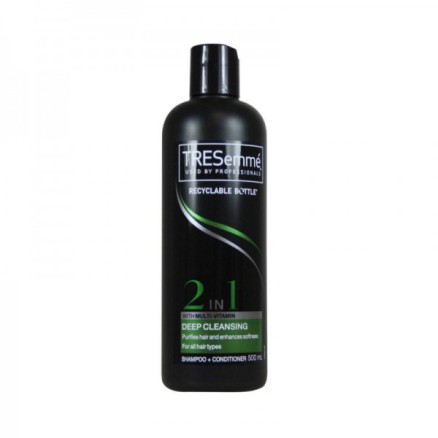 TRESemmé
USED BY PROFESSIONALS
RECYCLABLE BOTTLE*
2 IN 1
WITH MULTI-VITAMIN
DEEP CLEANSING
Purifies hair and enhances softness
For all hair types
SHAMPOO + CONDITIONER 500 mL